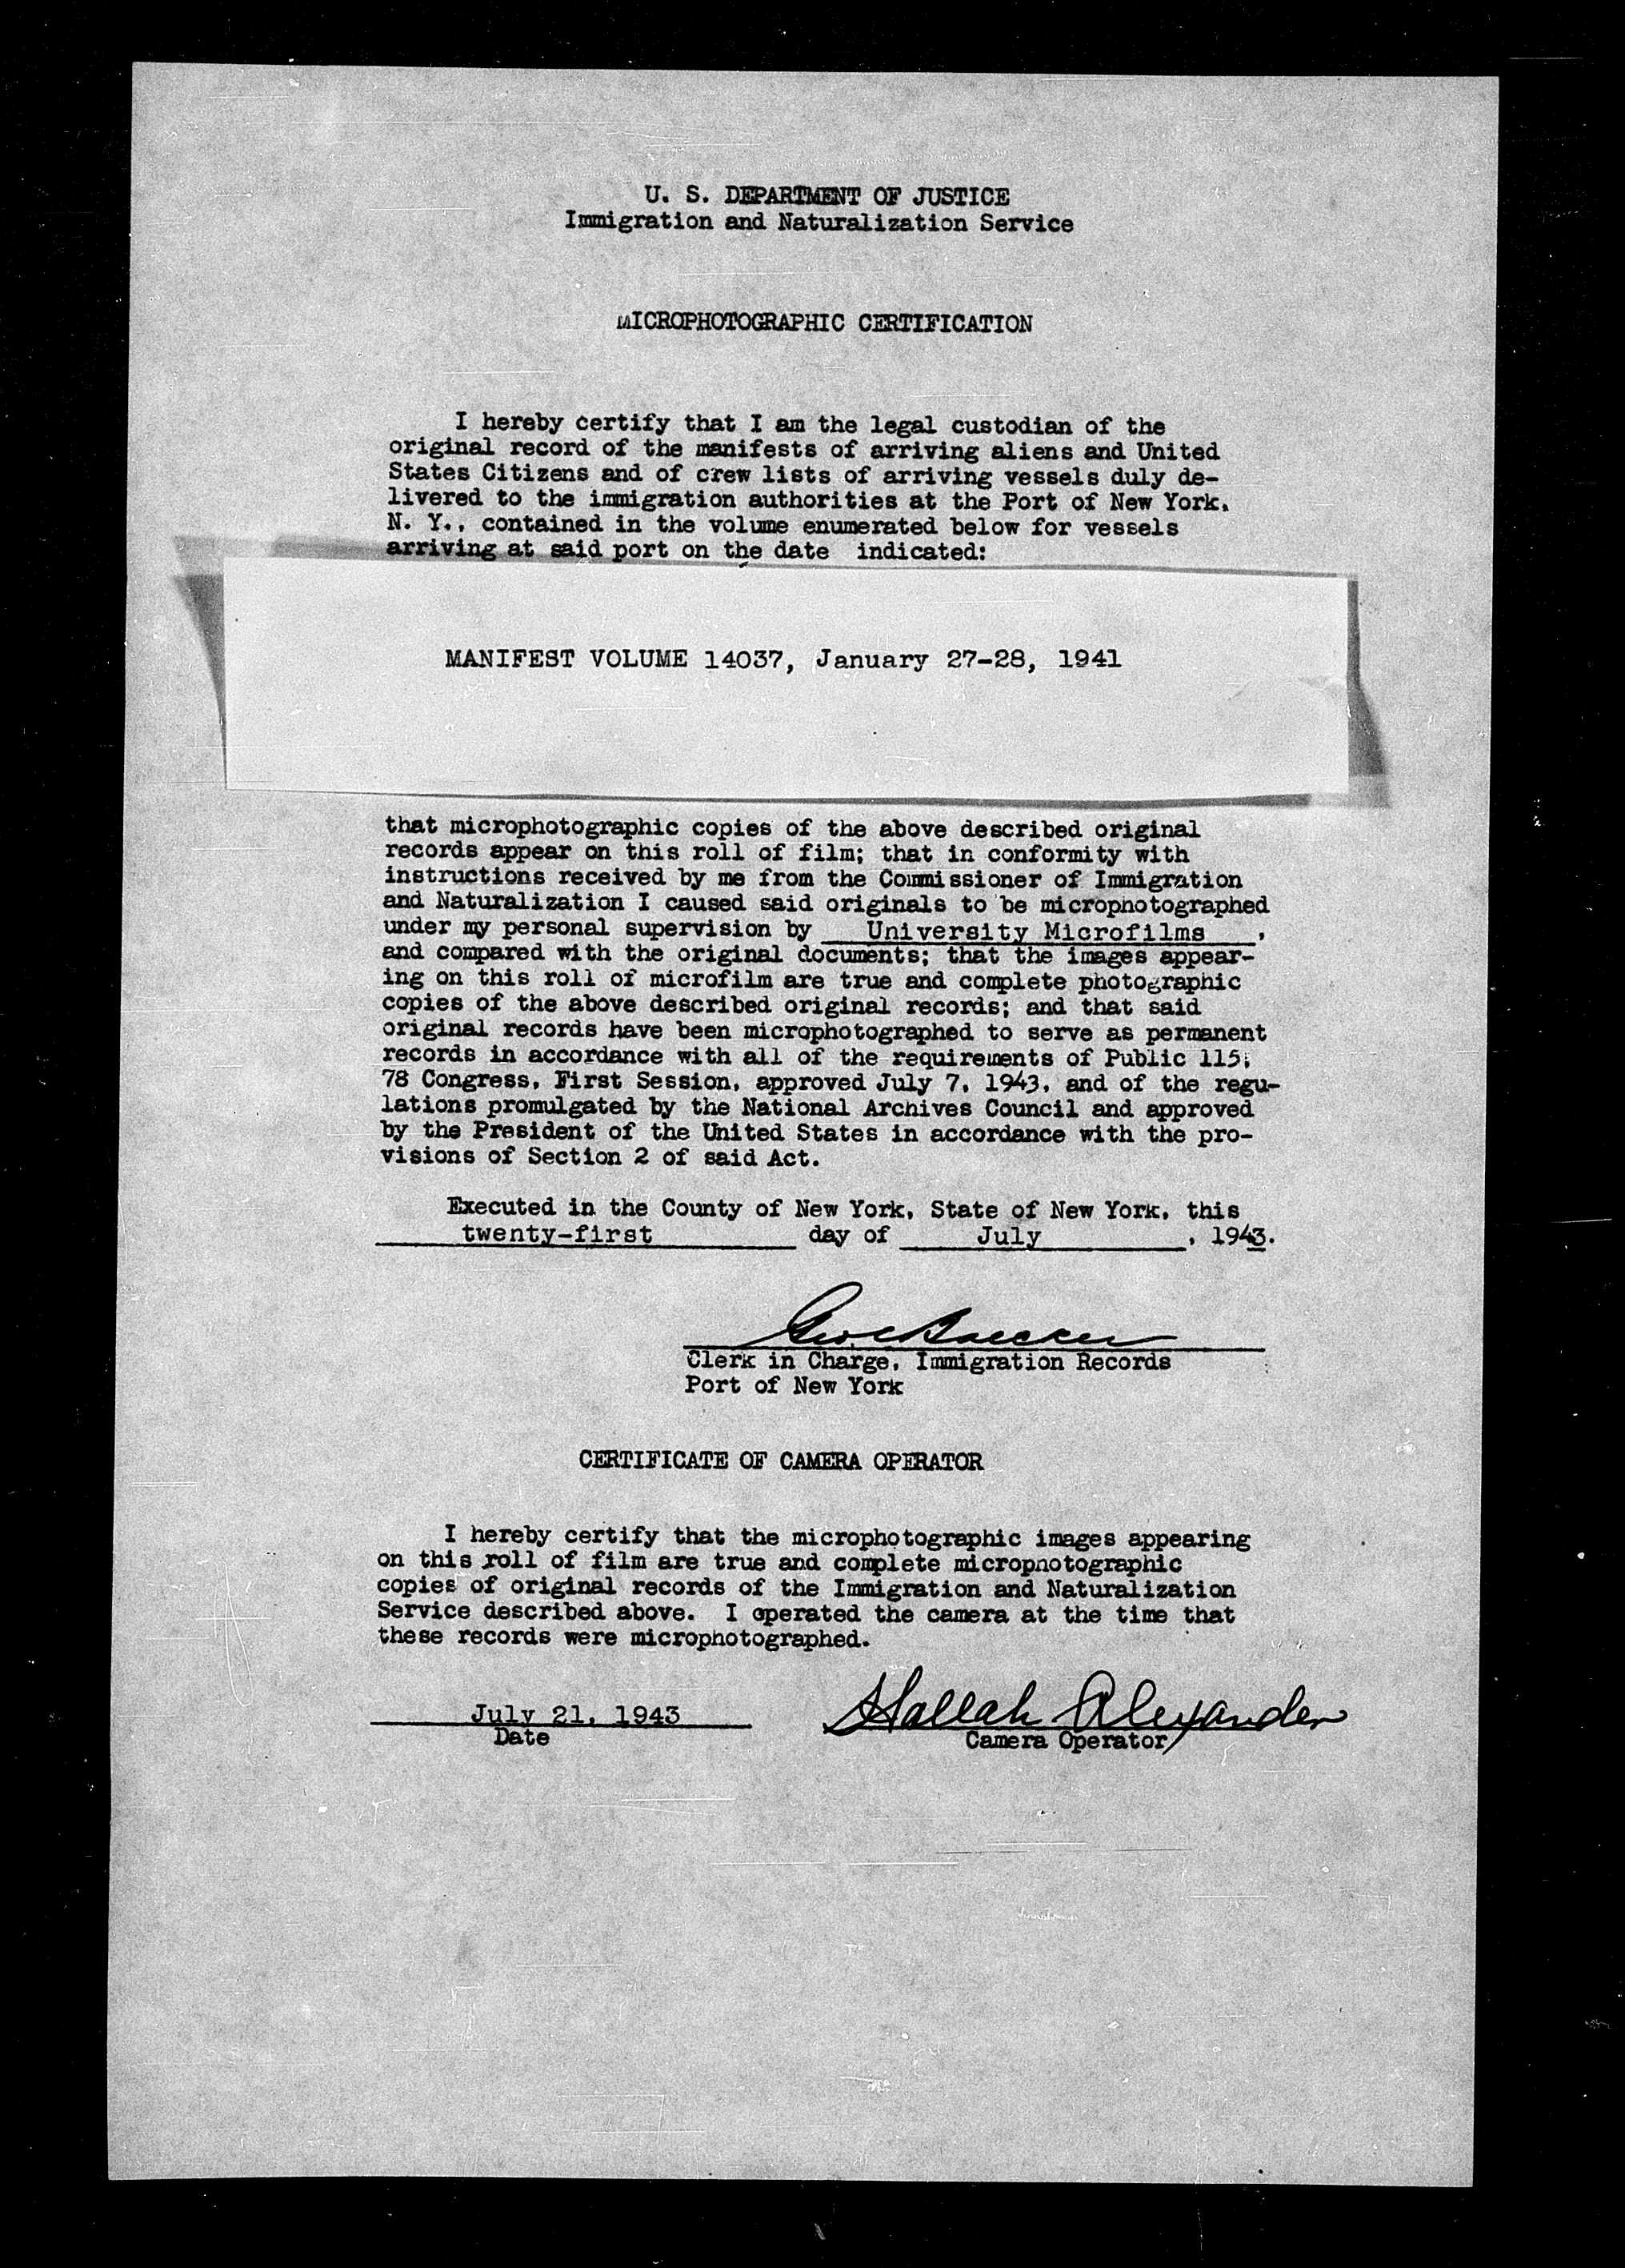 U. S. DEPARTMENT OF JUSTICE
Immigration and Naturalization Service
MICROPHOTOGRAPHIC CERTIFICATION
I hereby certify that I am the legal custodian of the
original record of the manifests of arriving aliens and United
States Citizens and of crew lists of arriving vessels duly de-
livered to the immigration authorities at the Port of New York,
N. Y., contained in the volume enumerated below for vessels
arriving at said port on the date indicated:
MANIFEST VOLUME 14037, January 27-28, 1941
that microphotographic copies of the above described original
records appear on this roll of film; that in conformity with
instructions received by me from the Commissioner of Immigration
and Naturalization I caused said originals to be microphotographed
under my personal supervision by University Microfilms,
and compared with the original documents; that the images appear-
ing on this roll of microfilm are true and complete photographic
copies of the above described original records; and that said
original records have been microphotographed to serve as permanent
records in accordance with all of the requirements of Public 115,
78 Congress, First Session, approved July 7, 1943, and of the regu-
lations promulgated by the National Archives Council and approved
by the President of the United States in accordance with the pro-
visions of Section 2 of said Act.
Executed in the County of New York, State of New York, this
twenty-first day of July, 1943.
Clerk in Charge, Immigration Records
Port of New York
CERTIFICATE OF CAMERA OPERATOR
I hereby certify that the microphotographic images appearing
on this roll of film are true and complete microphotographic
copies of original records of the Immigration and Naturalization
Service described above. I operated the camera at the time that
these records were microphotographed.
July 21, 1943 Hallah Alexander
Date Camera Operator